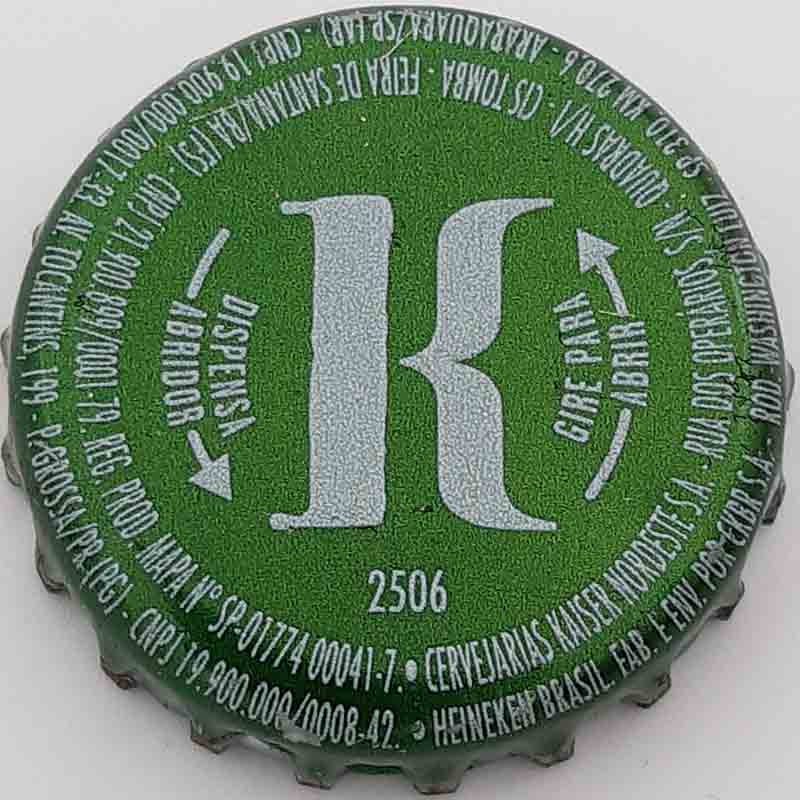 K
DISPENSA
ABRIDOR
GIRE PARA
ABRIR
2506
• CERVEJARIAS KAISER NORDESTE S.A. - RUA DOS OPERÁRIOS S/N - QUADRAS H/I - CIS TOMBA - FEIRA DE SANTANA/BA (FS) - CNPJ 21.900.899/0001-79. REG. PROD. MAPA Nº SP-01774 00041-7.
• HEINEKEN BRASIL. FAB. E ENV. POR CKBR S.A. - ROD. WASHINGTON LUIZ SP 310 KM 270,6 - ARARAQUARA/SP (AR) - CNPJ 19.900.000/0017-33, AV. TOCANTINS, 199 - P. GROSSA/PR (PG) - CNPJ 19.900.000/0008-42.